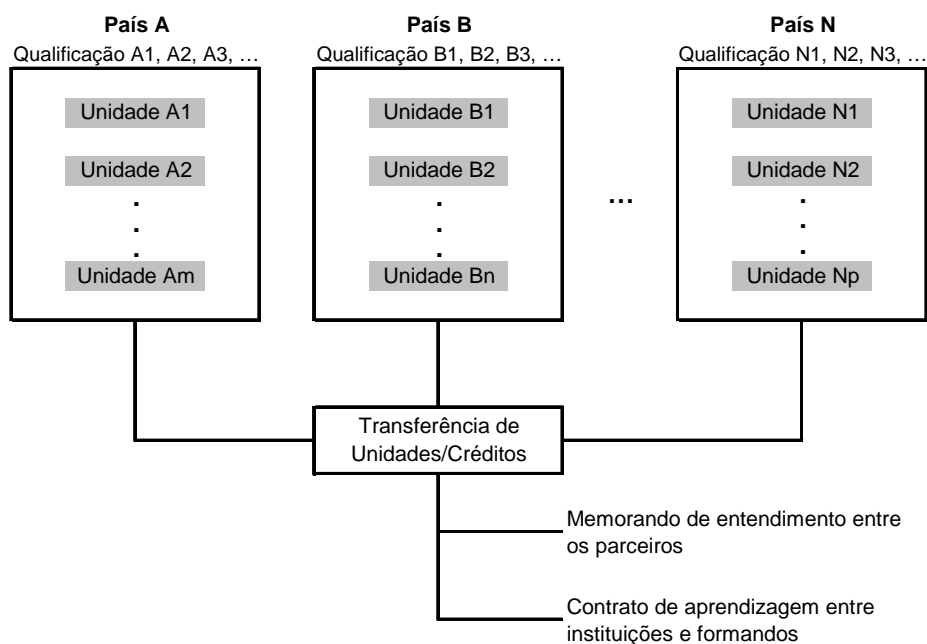 País A
Qualificação A1, A2, A3, …
Unidade A1
Unidade A2
.
.
.
Unidade Am
País B
Qualificação B1, B2, B3, …
Unidade B1
Unidade B2
.
.
.
Unidade Bn
...
País N
Qualificação N1, N2, N3, …
Unidade N1
Unidade N2
.
.
.
Unidade Np
Transferência de
Unidades/Créditos
Memorando de entendimento entre
os parceiros
Contrato de aprendizagem entre
instituições e formandos